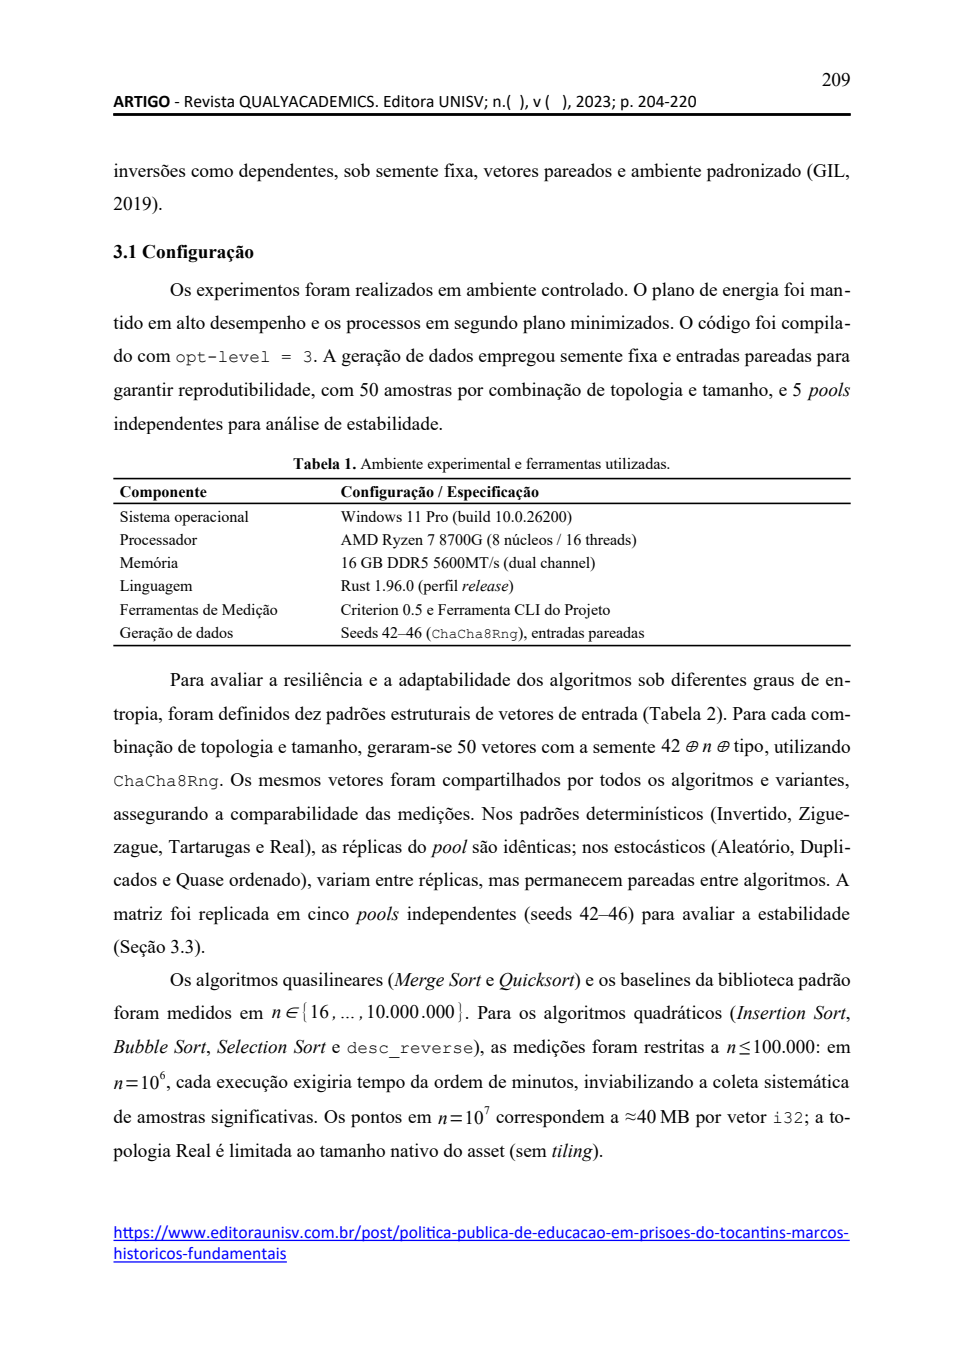 209
ARTIGO - Revista QUALYACADEMICS. Editora UNISV; n.( ), v ( ), 2023; p. 204-220
inversões como dependentes, sob semente fixa, vetores pareados e ambiente padronizado (GIL,
2019).
3.1 Configuração
Os experimentos foram realizados em ambiente controlado. O plano de energia foi man-
tido em alto desempenho e os processos em segundo plano minimizados. O código foi compila-
do com opt-level = 3. A geração de dados empregou semente fixa e entradas pareadas para
garantir reprodutibilidade, com 50 amostras por combinação de topologia e tamanho, e 5 pools
independentes para análise de estabilidade.
Tabela 1. Ambiente experimental e ferramentas utilizadas.
Componente Configuração / Especificação
Sistema operacional Windows 11 Pro (build 10.0.26200)
Processador AMD Ryzen 7 8700G (8 núcleos / 16 threads)
Memória 16 GB DDR5 5600MT/s (dual channel)
Linguagem Rust 1.96.0 (perfil release)
Ferramentas de Medição Criterion 0.5 e Ferramenta CLI do Projeto
Geração de dados Seeds 42–46 (ChaCha8Rng), entradas pareadas
Para avaliar a resiliência e a adaptabilidade dos algoritmos sob diferentes graus de en-
tropia, foram definidos dez padrões estruturais de vetores de entrada (Tabela 2). Para cada com-
binação de topologia e tamanho, geraram-se 50 vetores com a semente 42 ⊕ n ⊕ tipo, utilizando
ChaCha8Rng. Os mesmos vetores foram compartilhados por todos os algoritmos e variantes,
assegurando a comparabilidade das medições. Nos padrões determinísticos (Invertido, Zigue-
zague, Tartarugas e Real), as réplicas do pool são idênticas; nos estocásticos (Aleatório, Dupli-
cados e Quase ordenado), variam entre réplicas, mas permanecem pareadas entre algoritmos. A
matriz foi replicada em cinco pools independentes (seeds 42–46) para avaliar a estabilidade
(Seção 3.3).
Os algoritmos quasilineares (Merge Sort e Quicksort) e os baselines da biblioteca padrão
foram medidos em n∈{16,…,10.000.000}. Para os algoritmos quadráticos (Insertion Sort,
Bubble Sort, Selection Sort e desc_reverse), as medições foram restritas a n≤100.000: em
n=10⁶, cada execução exigiria tempo da ordem de minutos, inviabilizando a coleta sistemática
de amostras significativas. Os pontos em n=10⁷ correspondem a ≈40 MB por vetor i32; a to-
pologia Real é limitada ao tamanho nativo do asset (sem tiling).
https://www.editoraunisv.com.br/post/politica-publica-de-educacao-em-prisoes-do-tocantins-marcos-
historicos-fundamentais